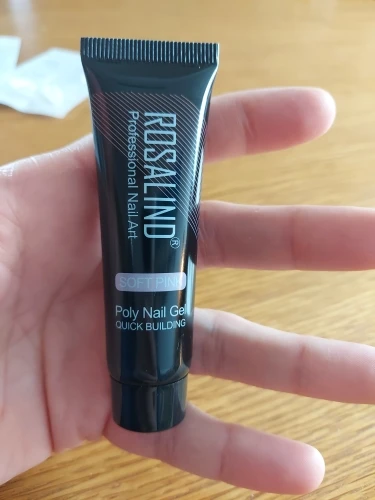 ROSALIND®
Professional Nail Art
SOFT PINK
Poly Nail Gel
QUICK BUILDING